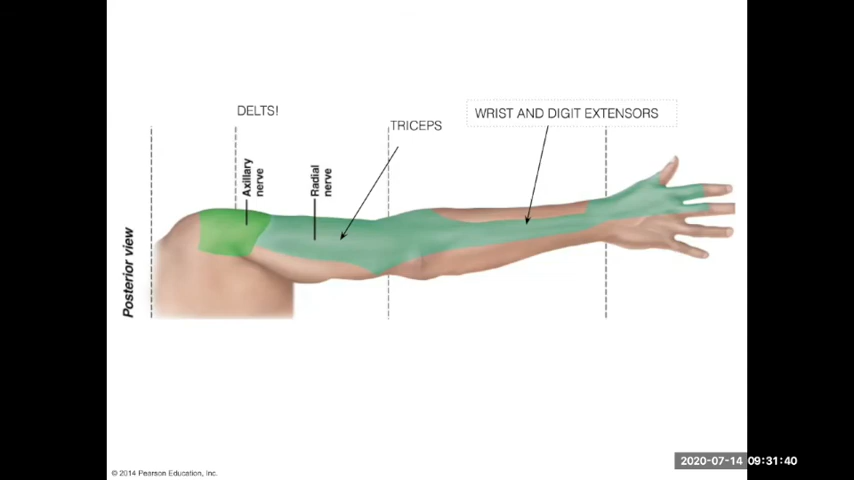 DELTS!
TRICEPS
WRIST AND DIGIT EXTENSORS
Axillary
nerve
Radial
nerve
Posterior view
© 2014 Pearson Education, Inc.
2020-07-14 09:31:40